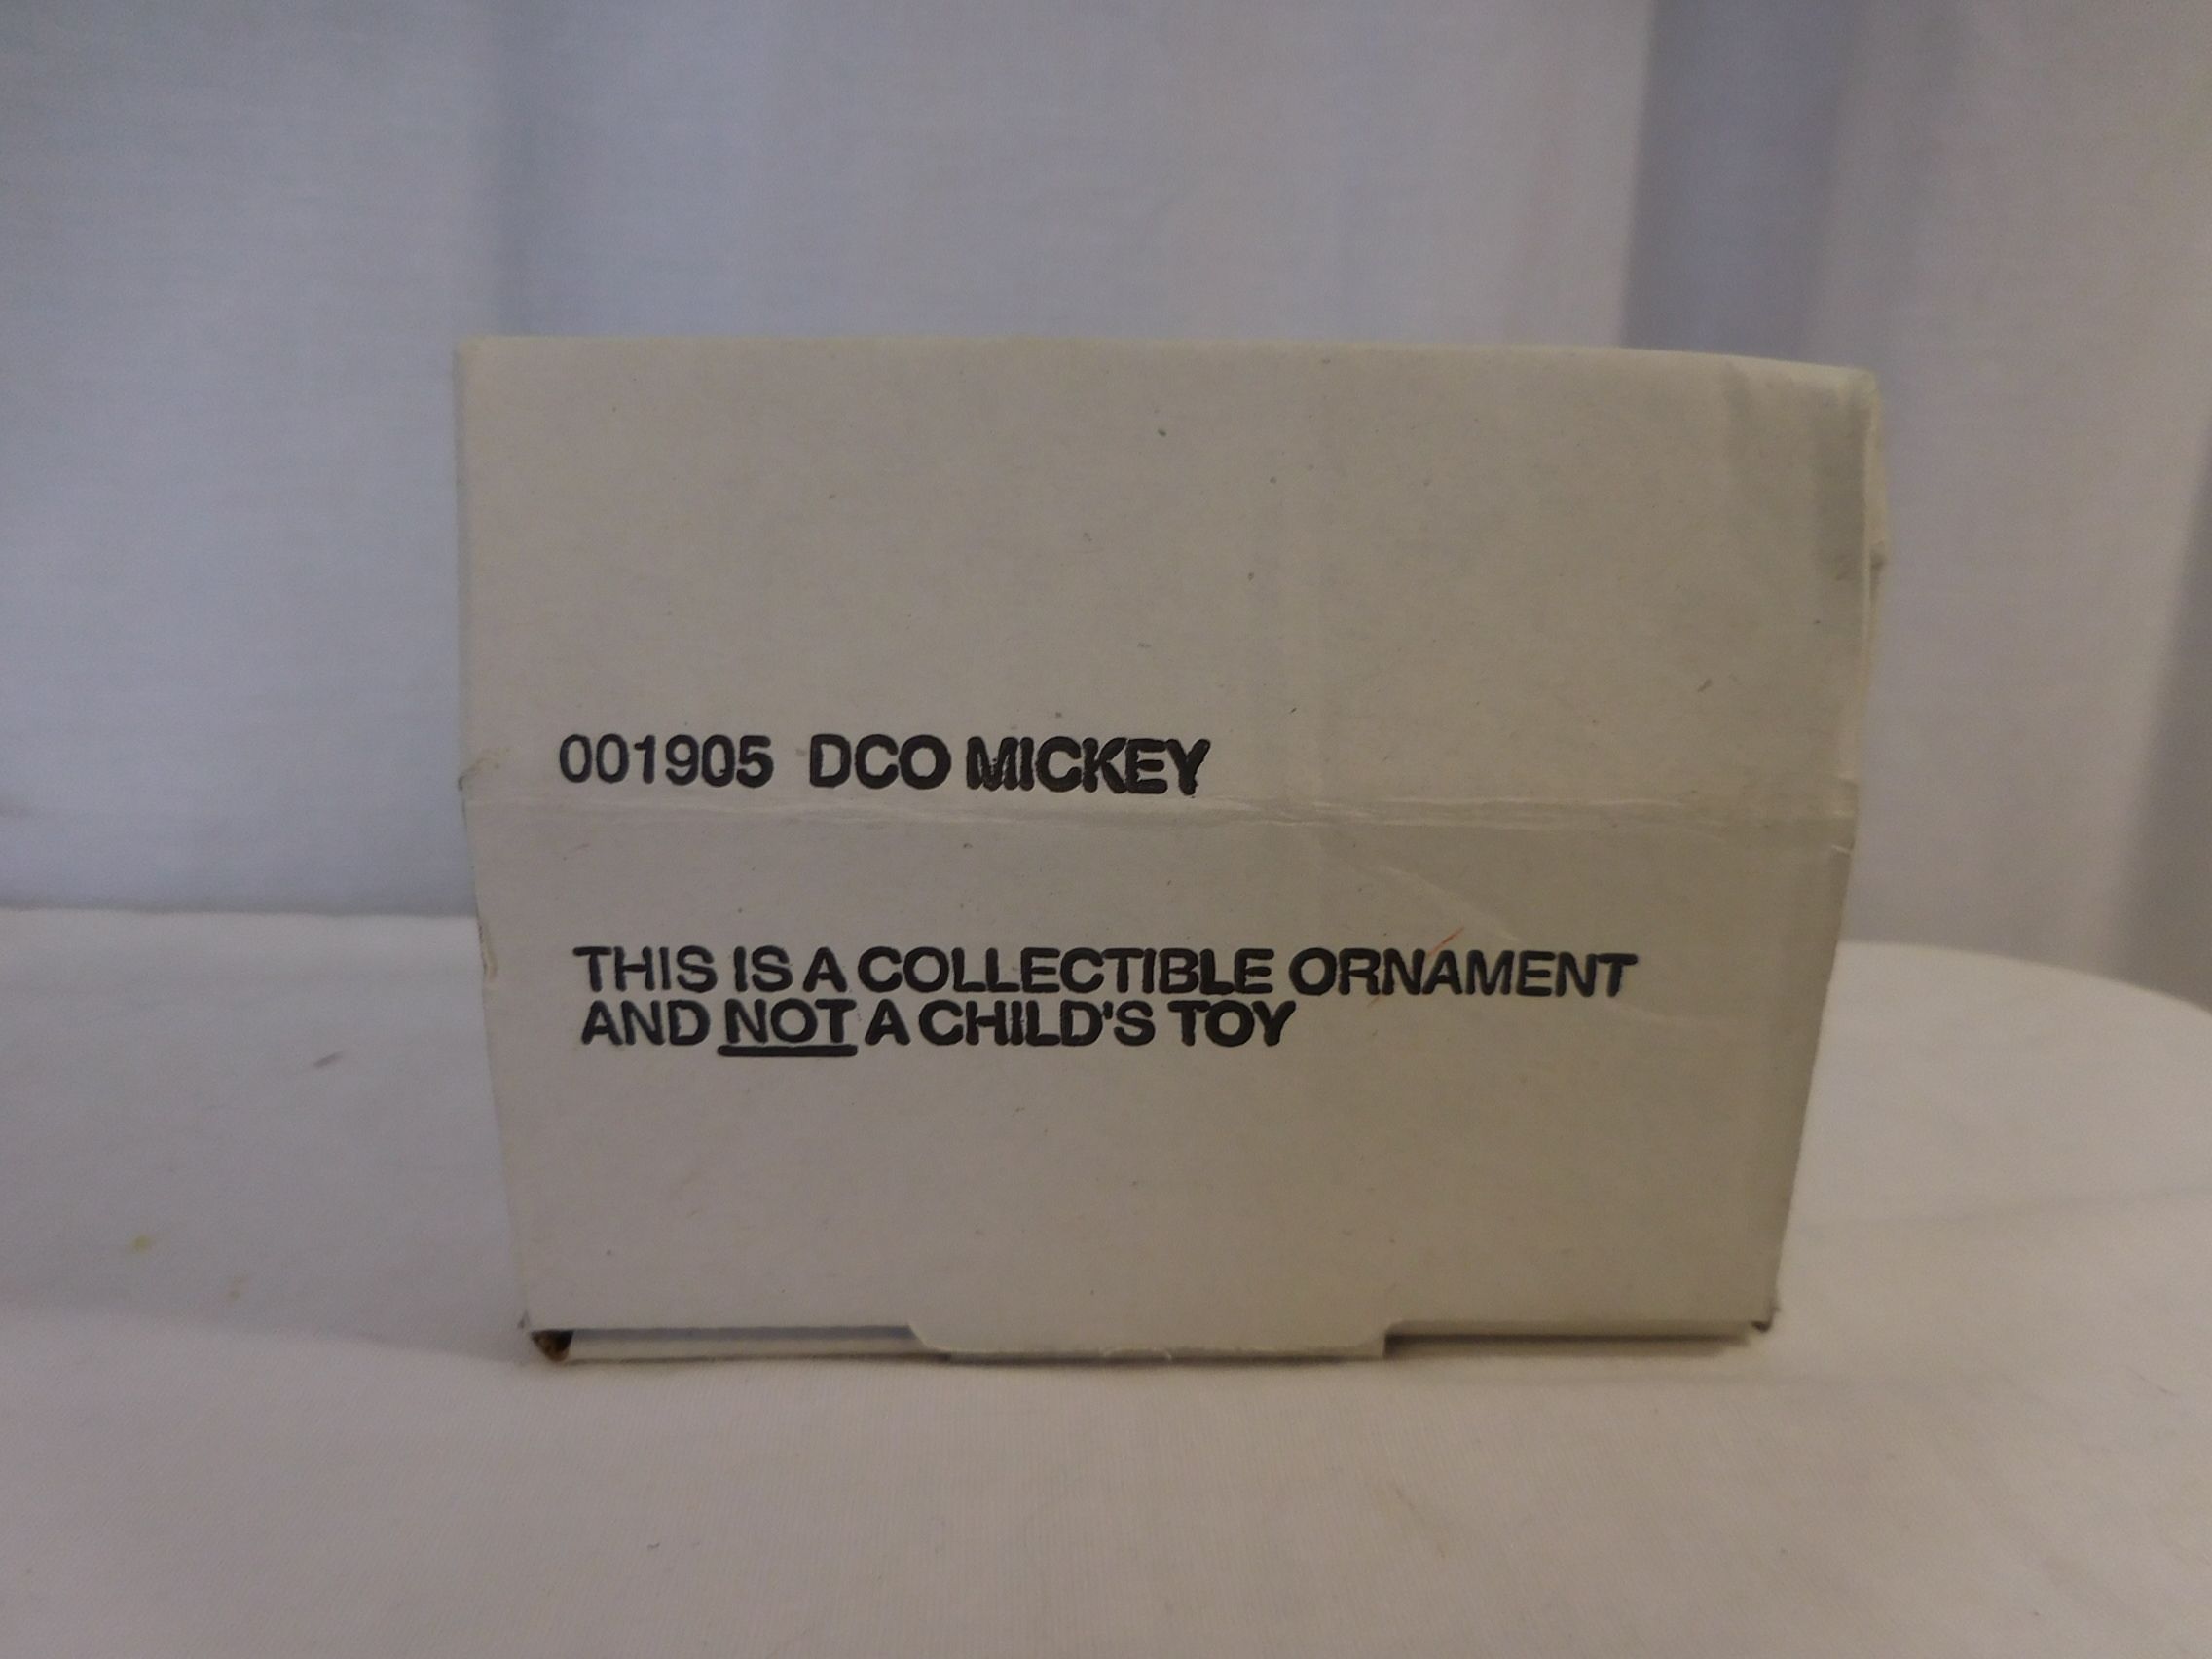 001905 DCO MICKEY
THIS IS A COLLECTIBLE ORNAMENT
AND NOT A CHILD'S TOY